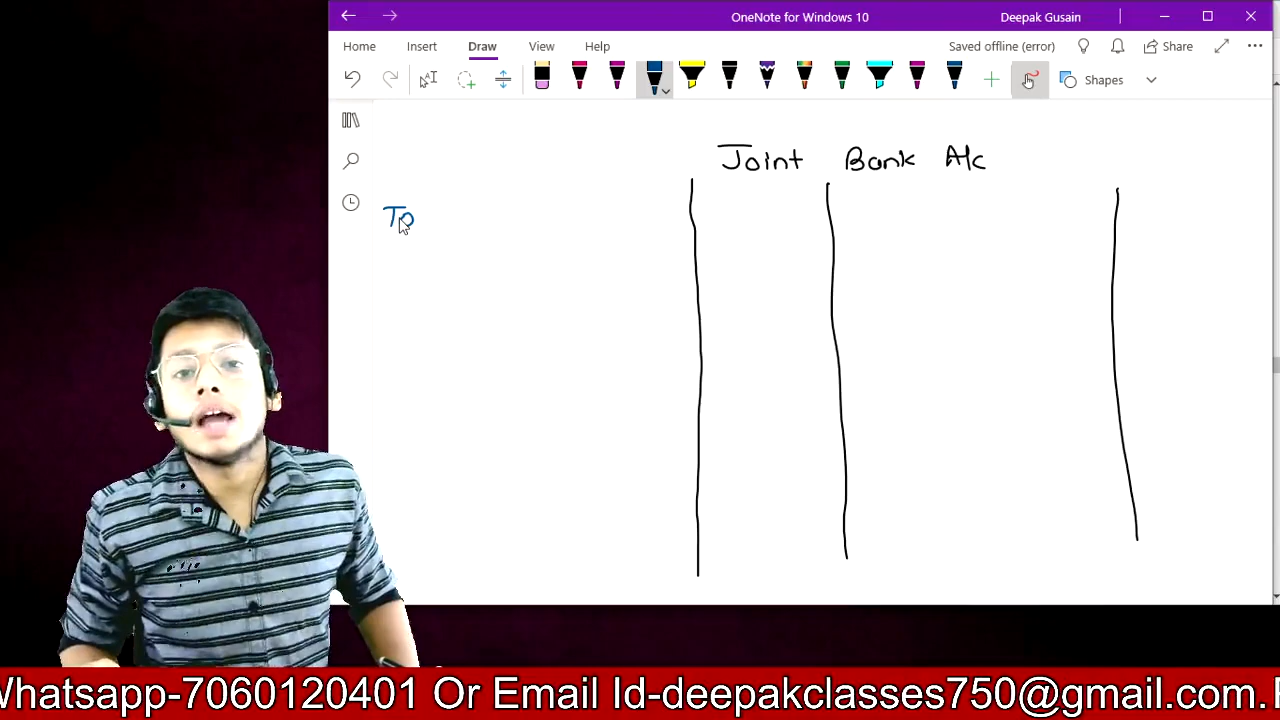 OneNote for Windows 10
Deepak Gusain
Home Insert Draw View Help
Saved offline (error)
Share
Shapes
Joint Bank A/c
To
Whatsapp-7060120401 Or Email Id-deepakclasses750@gmail.com.